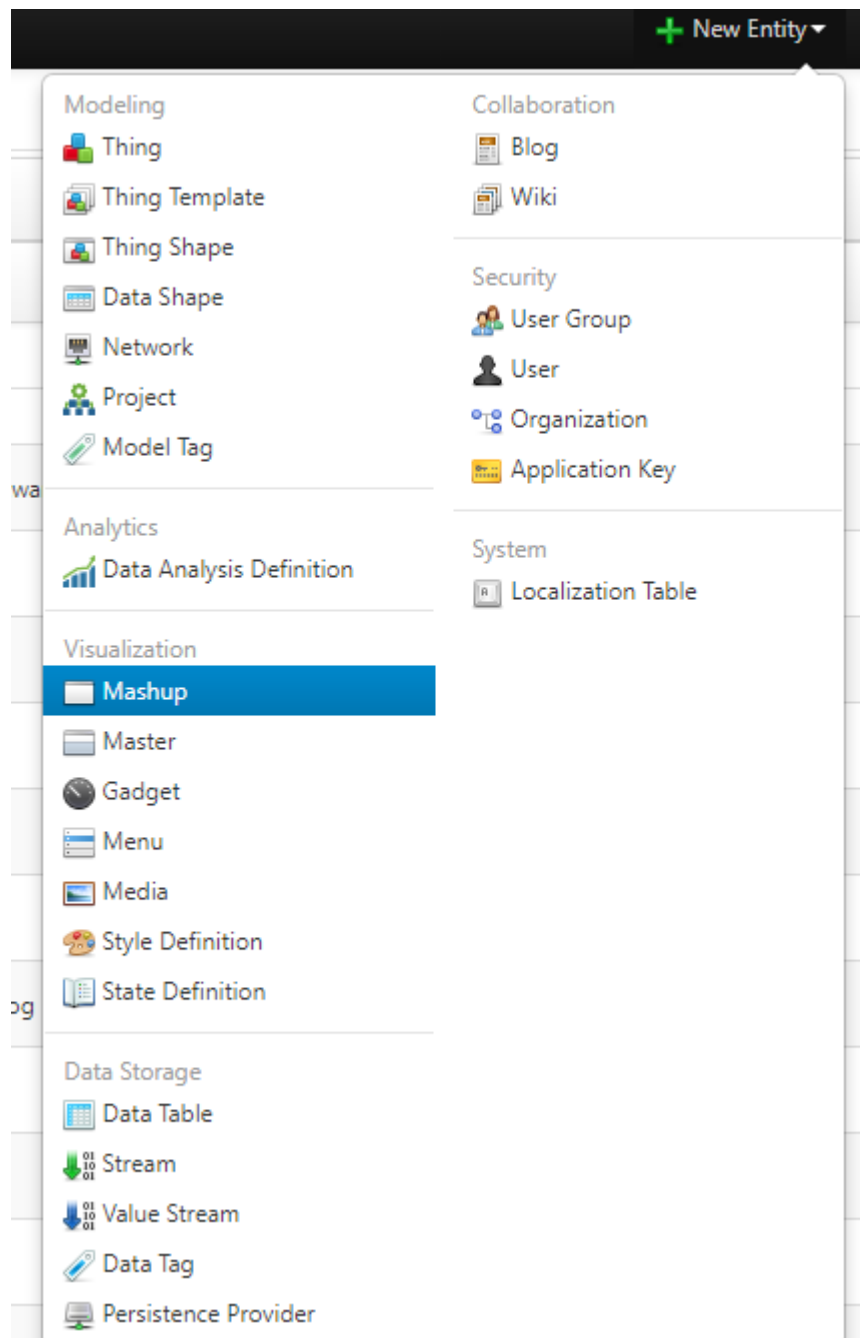 New Entity
Modeling
Thing
Thing Template
Thing Shape
Data Shape
Network
Project
Model Tag
wa
Analytics
Data Analysis Definition
Visualization
Mashup
Master
Gadget
Menu
Media
Style Definition
State Definition
og
Data Storage
Data Table
Stream
Value Stream
Data Tag
Persistence Provider
Collaboration
Blog
Wiki
Security
User Group
User
Organization
Application Key
System
Localization Table